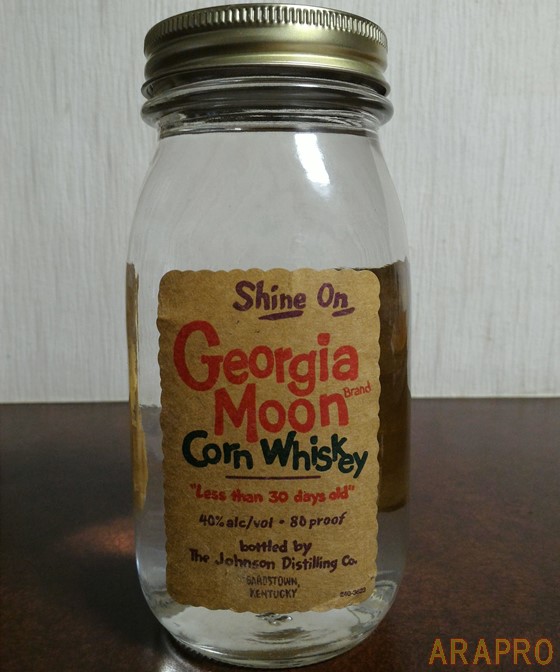 Shine On
Georgia
Moon
Brand
Corn Whiskey
"Less than 30 days old"
40% alc/vol • 80 proof
bottled by
The Johnson Distilling Co.
BARDSTOWN,
KENTUCKY
ARAPRO